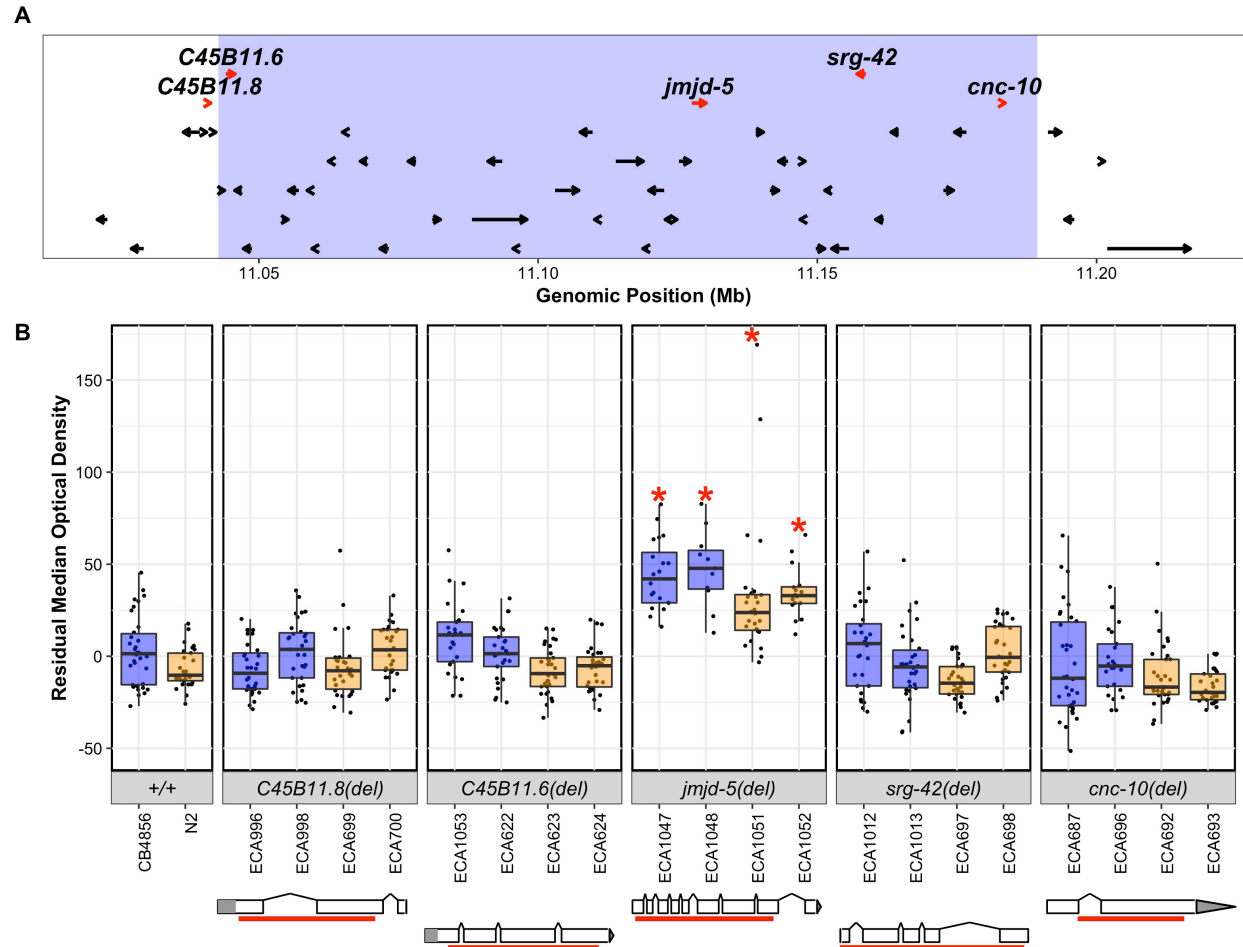 A
C45B11.6
srg-42
C45B11.8
jmjd-5
cnc-10
11.05
11.10
11.15
11.20
Genomic Position (Mb)
B
Residual Median Optical Density
150
100
50
0
-50
* * * *
+/+
C45B11.8(del)
C45B11.6(del)
jmjd-5(del)
srg-42(del)
cnc-10(del)
CB4856
N2
ECA996
ECA998
ECA699
ECA700
ECA1053
ECA622
ECA623
ECA624
ECA1047
ECA1048
ECA1051
ECA1052
ECA1012
ECA1013
ECA697
ECA698
ECA687
ECA696
ECA692
ECA693